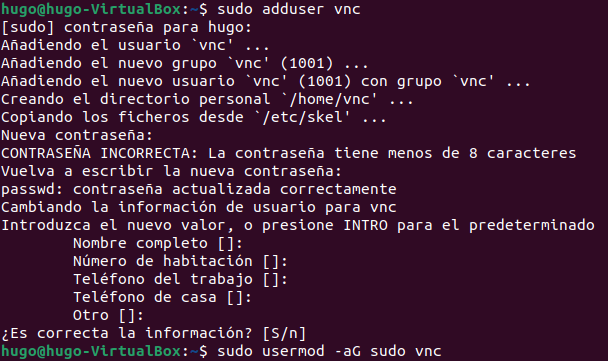 hugo@hugo-VirtualBox:~$ sudo adduser vnc
[sudo] contraseña para hugo:
Añadiendo el usuario `vnc' ...
Añadiendo el nuevo grupo `vnc' (1001) ...
Añadiendo el nuevo usuario `vnc' (1001) con grupo `vnc' ...
Creando el directorio personal `/home/vnc' ...
Copiando los ficheros desde `/etc/skel' ...
Nueva contraseña:
CONTRASEÑA INCORRECTA: La contraseña tiene menos de 8 caracteres
Vuelva a escribir la nueva contraseña:
passwd: contraseña actualizada correctamente
Cambiando la información de usuario para vnc
Introduzca el nuevo valor, o presione INTRO para el predeterminado
        Nombre completo []:
        Número de habitación []:
        Teléfono del trabajo []:
        Teléfono de casa []:
        Otro []:
¿Es correcta la información? [S/n]
hugo@hugo-VirtualBox:~$ sudo usermod -aG sudo vnc